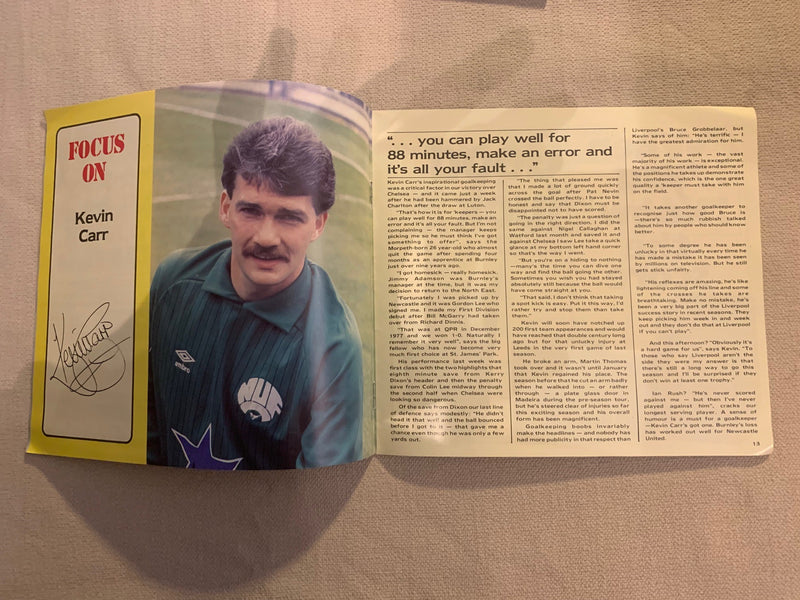 FOCUS
ON
Kevin
Carr
Kevin Carr
umbro
NUFC
"... you can play well for
88 minutes, make an error and
it's all your fault ..."
Kevin Carr's inspirational goalkeeping
was a critical factor in our victory over
Chelsea — and it came just a week
after he had been hammered by Jack
Charlton after the draw at Luton.
"That's how it is for 'keepers — you
can play well for 88 minutes, make an
error and it's all your fault. But I'm not
complaining — the manager keeps
picking me so he must think I've got
something to offer", says the
Morpeth-born 26 year-old who almost
quit the game after spending four
months as an apprentice at Burnley
just over nine years ago.
"I got homesick — really homesick.
Jimmy Adamson was Burnley's
manager at the time, but it was my
decision to return to the North East.
"Fortunately I was picked up by
Newcastle and it was Gordon Lee who
signed me. I made my First Division
debut after Bill McGarry had taken
over from Richard Dinnis.
"That was at QPR in December
1977 and we won 1-0. Naturally I
remember it very well", says the big
fellow who has now become very
much first choice at St. James' Park.
His performance last week was
first class with the two highlights that
eighth minute save from Kerry
Dixon's header and then the penalty
save from Colin Lee midway through
the second half when Chelsea were
looking so dangerous.
Of the save from Dixon our last line
of defence says modestly: "He didn't
head it that well and the ball bounced
before I got to it — that gave me a
chance even though he was only a few
yards out.
"The thing that pleased me was
that I made a lot of ground quickly
across the goal after Pat Nevin
crossed the ball perfectly. I have to be
honest and say that Dixon must be
disappointed not to have scored.
"The penalty was just a question of
going in the right direction. I did the
same against Nigel Callaghan at
Watford last month and saved it and
against Chelsea I saw Lee take a quick
glance at my bottom left hand corner
so that's the way I went.
"But you're on a hiding to nothing
—many's the time you can dive one
way and find the ball going the other.
Sometimes you wish you had stayed
absolutely still because the ball would
have come straight at you.
"That said. I don't think that taking
a spot kick is easy. Put it this way, I'd
rather try and stop them than take
them."
Kevin will soon have notched up
200 first team appearances and would
have reached that double century long
ago but for that unlucky injury at
Leeds in the very first game of last
season.
He broke an arm, Martin Thomas
took over and it wasn't until January
that Kevin regained his place. The
season before that he cut an arm badly
when he walked into — or rather
through — a plate glass door in
Madeira during the pre-season tour,
but he's steered clear of injuries so far
this exciting season and his overall
form has been magnificent.
Goalkeeping boobs invariably
make the headlines — and nobody has
had more publicity in that respect than
Liverpool's Bruce Grobbelaar, but
Kevin says of him: "He's terrific — I
have the greatest admiration for him.
"Some of his work — the vast
majority of his work — is exceptional.
He's a magnificent athlete and some of
the positions he takes up demonstrate
his confidence, which is the one great
quality a 'keeper must take with him
on the field.
"It takes another goalkeeper to
recognise just how good Bruce is
—there's so much rubbish talked
about him by people who should know
better.
"To some degree he has been
unlucky in that virtually every time he
has made a mistake it has been seen
by millions on television. But he still
gets stick unfairly.
"His reflexes are amazing, he's like
lightening coming off his line and some
of the crosses he takes are
breathtaking. Make no mistake, he's
been a very big part of the Liverpool
success story in recent seasons. They
keep picking him week in and week
out and they don't do that at Liverpool
if you can't play".
And this afternoon? "Obviously it's
a hard game for us", says Kevin. "To
those who say Liverpool aren't the
side they were my answer is that
there's still a long way to go this
season and I'll be surprised if they
don't win at least one trophy."
Ian Rush? "He's never scored
against me — but then I've never
played against him", cracks our
longest serving player. A sense of
humour is a must for a goalkeeper
—Kevin Carr's got one. Burnley's loss
has worked out well for Newcastle
United.
13